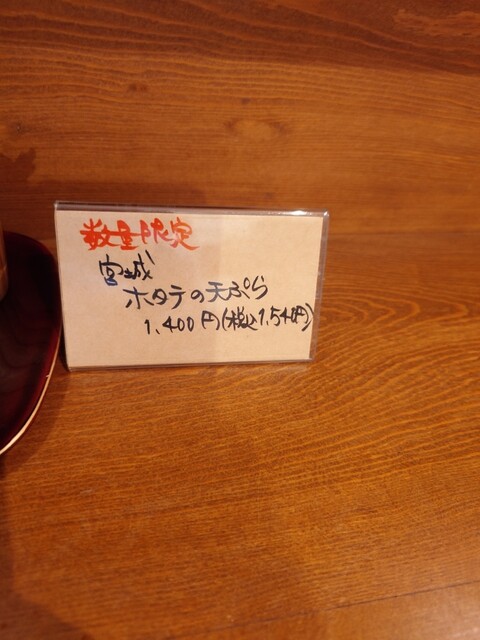 数量限定
宮城
ホタテの天ぷら
1,400円(税込1,540円)